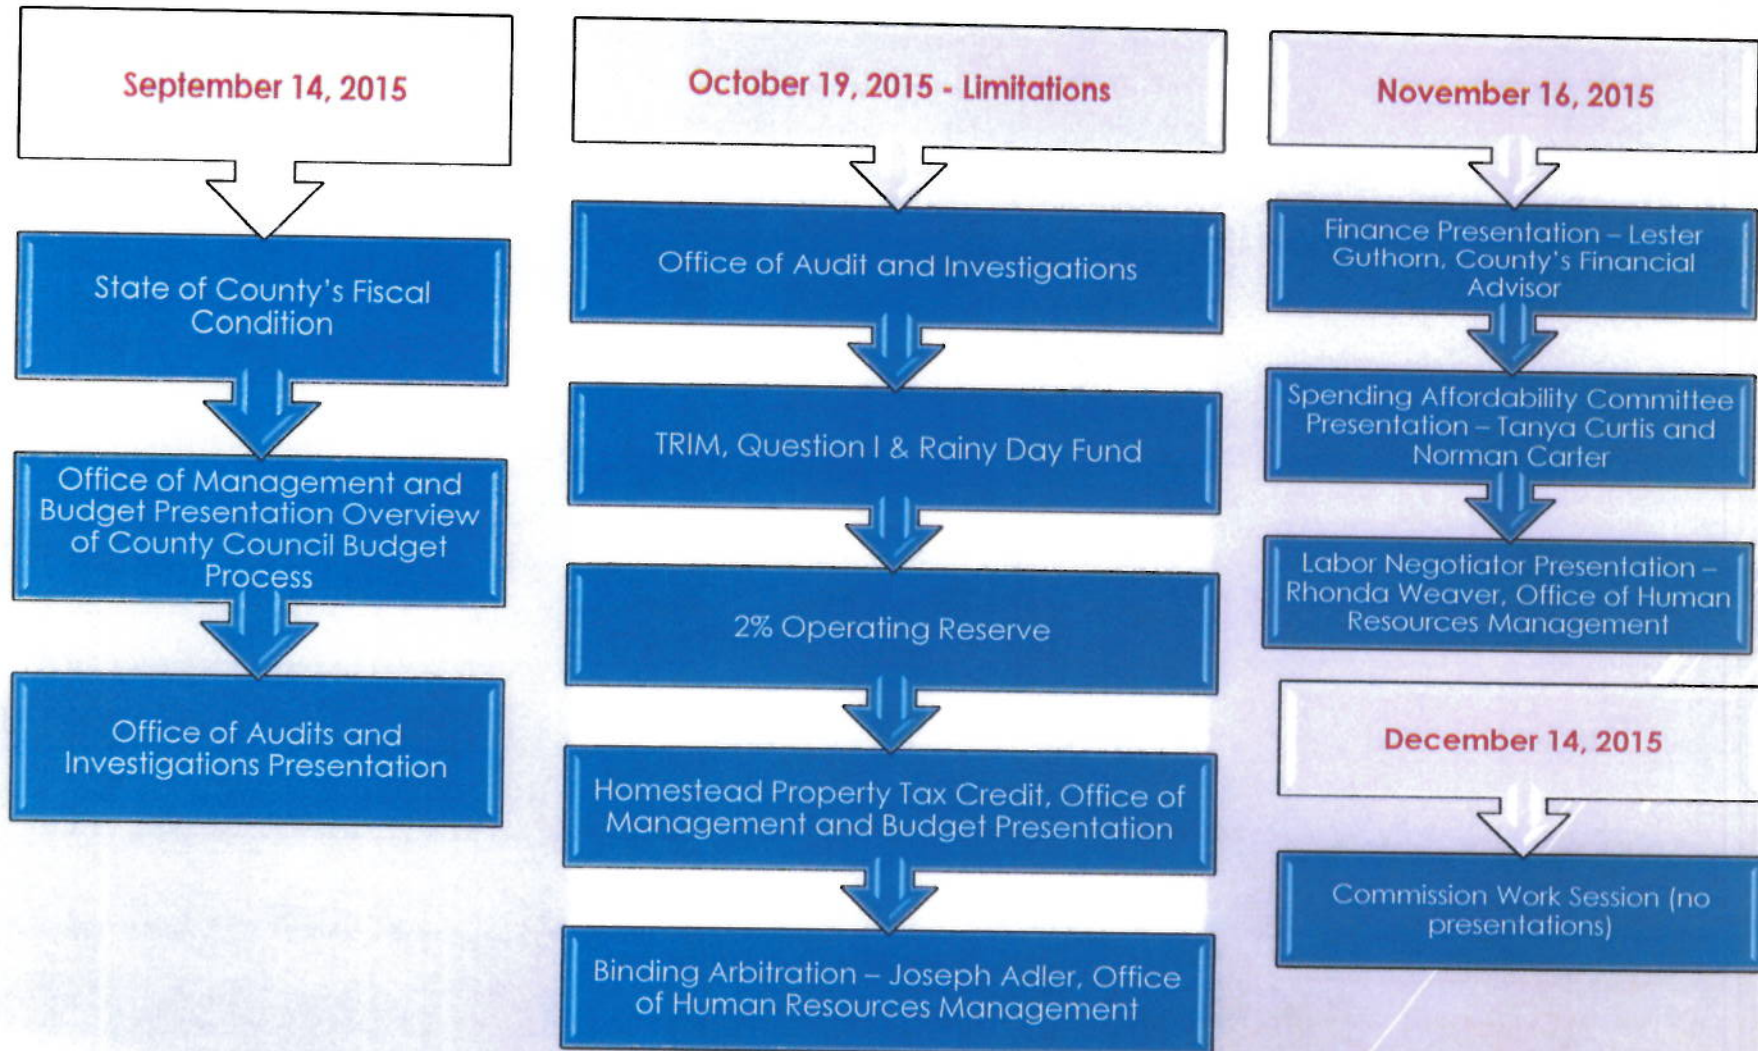 September 14, 2015
State of County's Fiscal
Condition
Office of Management and
Budget Presentation Overview
of County Council Budget
Process
Office of Audits and
Investigations Presentation
October 19, 2015 - Limitations
Office of Audit and Investigations
TRIM, Question I & Rainy Day Fund
2% Operating Reserve
Homestead Property Tax Credit, Office of
Management and Budget Presentation
Binding Arbitration – Joseph Adler, Office
of Human Resources Management
November 16, 2015
Finance Presentation – Lester
Guthorn, County's Financial
Advisor
Spending Affordability Committee
Presentation – Tanya Curtis and
Norman Carter
Labor Negotiator Presentation –
Rhonda Weaver, Office of Human
Resources Management
December 14, 2015
Commission Work Session (no
presentations)